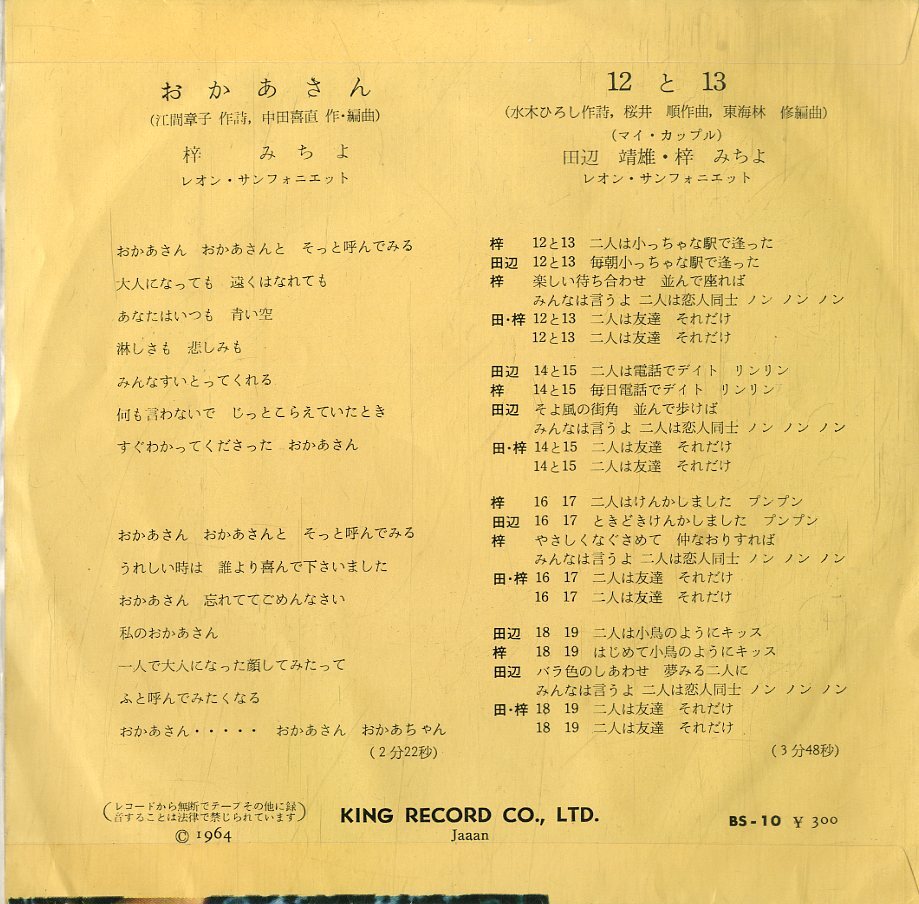 おかあさん
(江間章子 作詩, 中田喜直 作・編曲)
梓 みちよ
レオン・サンフォニエット
おかあさん おかあさんと そっと呼んでみる
大人になっても 遠くはなれても
あなたはいつも 青い空
淋しさも 悲しみも
みんなすいとってくれる
何も言わないで じっとこらえていたとき
すぐわかってくださった おかあさん
おかあさん おかあさんと そっと呼んでみる
うれしい時は 誰より喜んで下さいました
おかあさん 忘れててごめんなさい
私のおかあさん
一人で大人になった顔してみたって
ふと呼んでみたくなる
おかあさん・・・・・ おかあさん おかあちゃん
(2分22秒)
12と13
(水木ひろし作詩, 桜井 順作曲, 東海林 修編曲)
(マイ・カップル)
田辺 靖雄・梓 みちよ
レオン・サンフォニエット
梓 12と13 二人は小っちゃな駅で逢った
田辺 12と13 毎朝小っちゃな駅で逢った
梓 楽しい待ち合わせ 並んで座れば
みんなは言うよ 二人は恋人同士 ノン ノン ノン
田・梓 12と13 二人は友達 それだけ
12と13 二人は友達 それだけ
田辺 14と15 二人は電話でデイト リンリン
梓 14と15 毎日電話でデイト リンリン
田辺 そよ風の街角 並んで歩けば
みんなは言うよ 二人は恋人同士 ノン ノン ノン
田・梓 14と15 二人は友達 それだけ
14と15 二人は友達 それだけ
梓 16 17 二人はけんかしました プンプン
田辺 16 17 ときどきけんかしました プンプン
梓 やさしくなぐさめて 仲なおりすれば
みんなは言うよ 二人は恋人同士 ノン ノン ノン
田・梓 16 17 二人は友達 それだけ
16 17 二人は友達 それだけ
田辺 18 19 二人は小鳥のようにキッス
梓 18 19 はじめて小鳥のようにキッス
田辺 バラ色のしあわせ 夢みる二人に
みんなは言うよ 二人は恋人同士 ノン ノン ノン
田・梓 18 19 二人は友達 それだけ
18 19 二人は友達 それだけ
(3分48秒)
(レコードから無断でテープその他に録
音することは法律で禁じられています)
© 1964
KING RECORD CO., LTD.
Jaaan
BS-10 ¥ 300